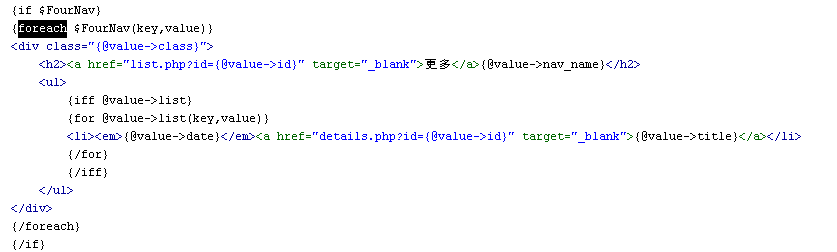 {if $FourNav}
{foreach $FourNav(key,value)}
<div class="{@value->class}">
<h2><a href="list.php?id={@value->id}" target="_blank">更多</a>{@value->nav_name}</h2>
<ul>
{iff @value->list}
{for @value->list(key,value)}
<li><em>{@value->date}</em><a href="details.php?id={@value->id}" target="_blank">{@value->title}</a></li>
{/for}
{/iff}
</ul>
</div>
{/foreach}
{/if}